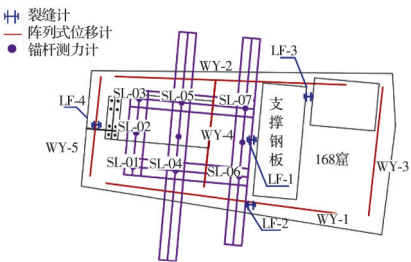 裂缝计
阵列式位移计
锚杆测力计
LF-3
WY-2
SL-03
SL-05
SL-07
LF-4
支撑钢板
SL-02
WY-4
WY-5
168窟
WY-3
SL-01
SL-04
SL-06
LF-1
LF-2
WY-1